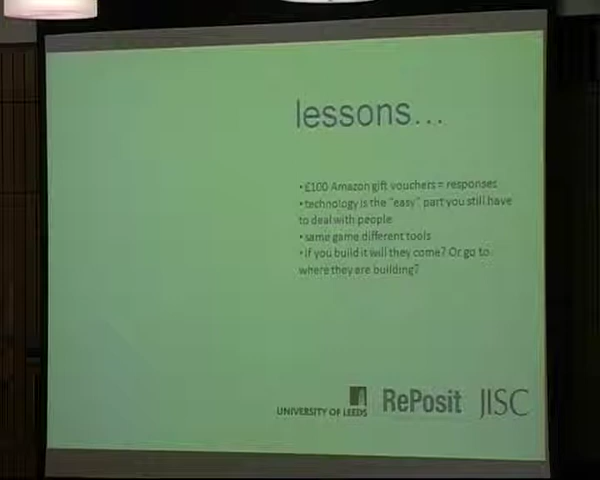 lessons...
•£100 Amazon gift vouchers = responses
•technology is the "easy" part you still have
to deal with people
•same game different tools
•if you build it will they come? Or go to
where they are building?
UNIVERSITY OF LEEDS
RePosit
JISC